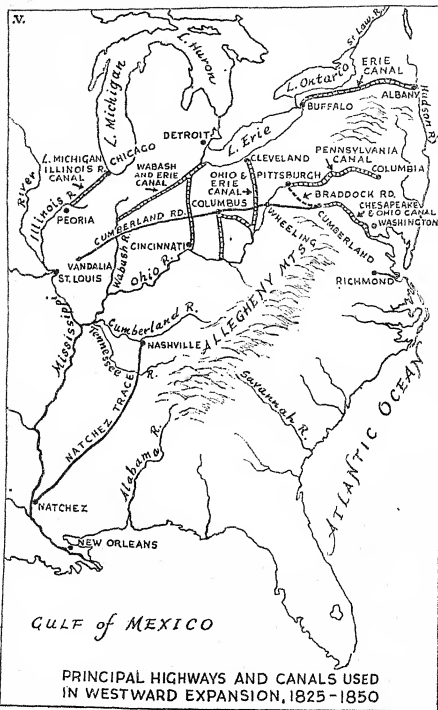 N.
St Law. R.
L. Huron
L. Michigan
L. Ontario
ERIE
CANAL
ALBANY
BUFFALO
Hudson R.
DETROIT
L. Erie
CHICAGO
L. MICHIGAN
ILLINOIS R.
CANAL
WABASH
AND ERIE
CANAL
CLEVELAND
OHIO &
ERIE
CANAL
PENNSYLVANIA
CANAL
PITTSBURGH
COLUMBIA
River
Illinois
PEORIA
BRADDOCK RD.
CHESAPEAKE
& OHIO CANAL
COLUMBUS
CUMBERLAND RD.
WHEELING
CUMBERLAND
WASHINGTON
CINCINNATI
VANDALIA
Wabash R.
ST. LOUIS
Ohio R.
RICHMOND
ALLEGHENY MTS
Mississippi
Cumberland R.
Tennessee
R.
NASHVILLE
NATCHEZ TRACE
Alabama R.
Savannah R.
ATLANTIC OCEAN
NATCHEZ
NEW ORLEANS
GULF of MEXICO
PRINCIPAL HIGHWAYS AND CANALS USED
IN WESTWARD EXPANSION, 1825-1850